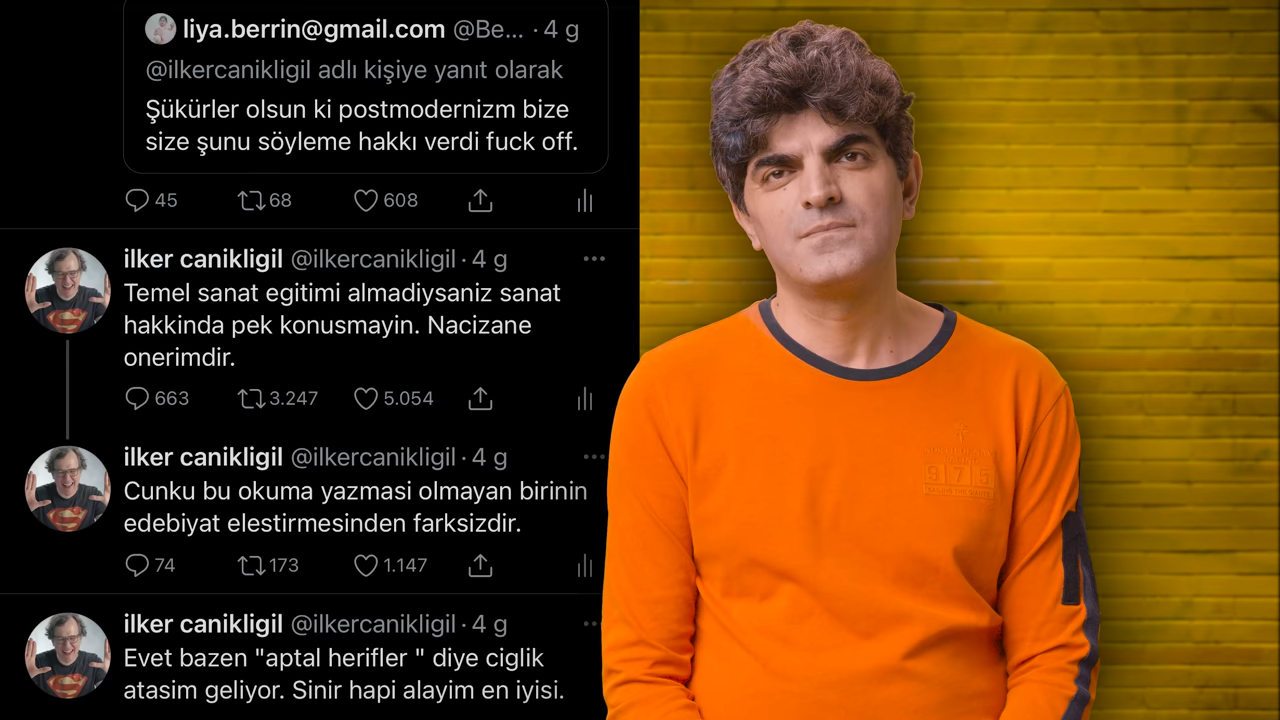 liya.berrin@gmail.com @Be... · 4 g
@ilkercanikligil adlı kişiye yanıt olarak
Şükürler olsun ki postmodernizm bize
size şunu söyleme hakkı verdi fuck off.
45 68 608
ilker canikligil @ilkercanikligil · 4 g
Temel sanat egitimi almadiysaniz sanat
hakkinda pek konusmayin. Nacizane
onerimdir.
663 3.247 5.054
ilker canikligil @ilkercanikligil · 4 g
Cunku bu okuma yazmasi olmayan birinin
edebiyat elestirmesinden farksizdir.
74 173 1.147
ilker canikligil @ilkercanikligil · 4 g
Evet bazen "aptal herifler " diye ciglik
atasim geliyor. Sinir hapi alayim en iyisi.
975